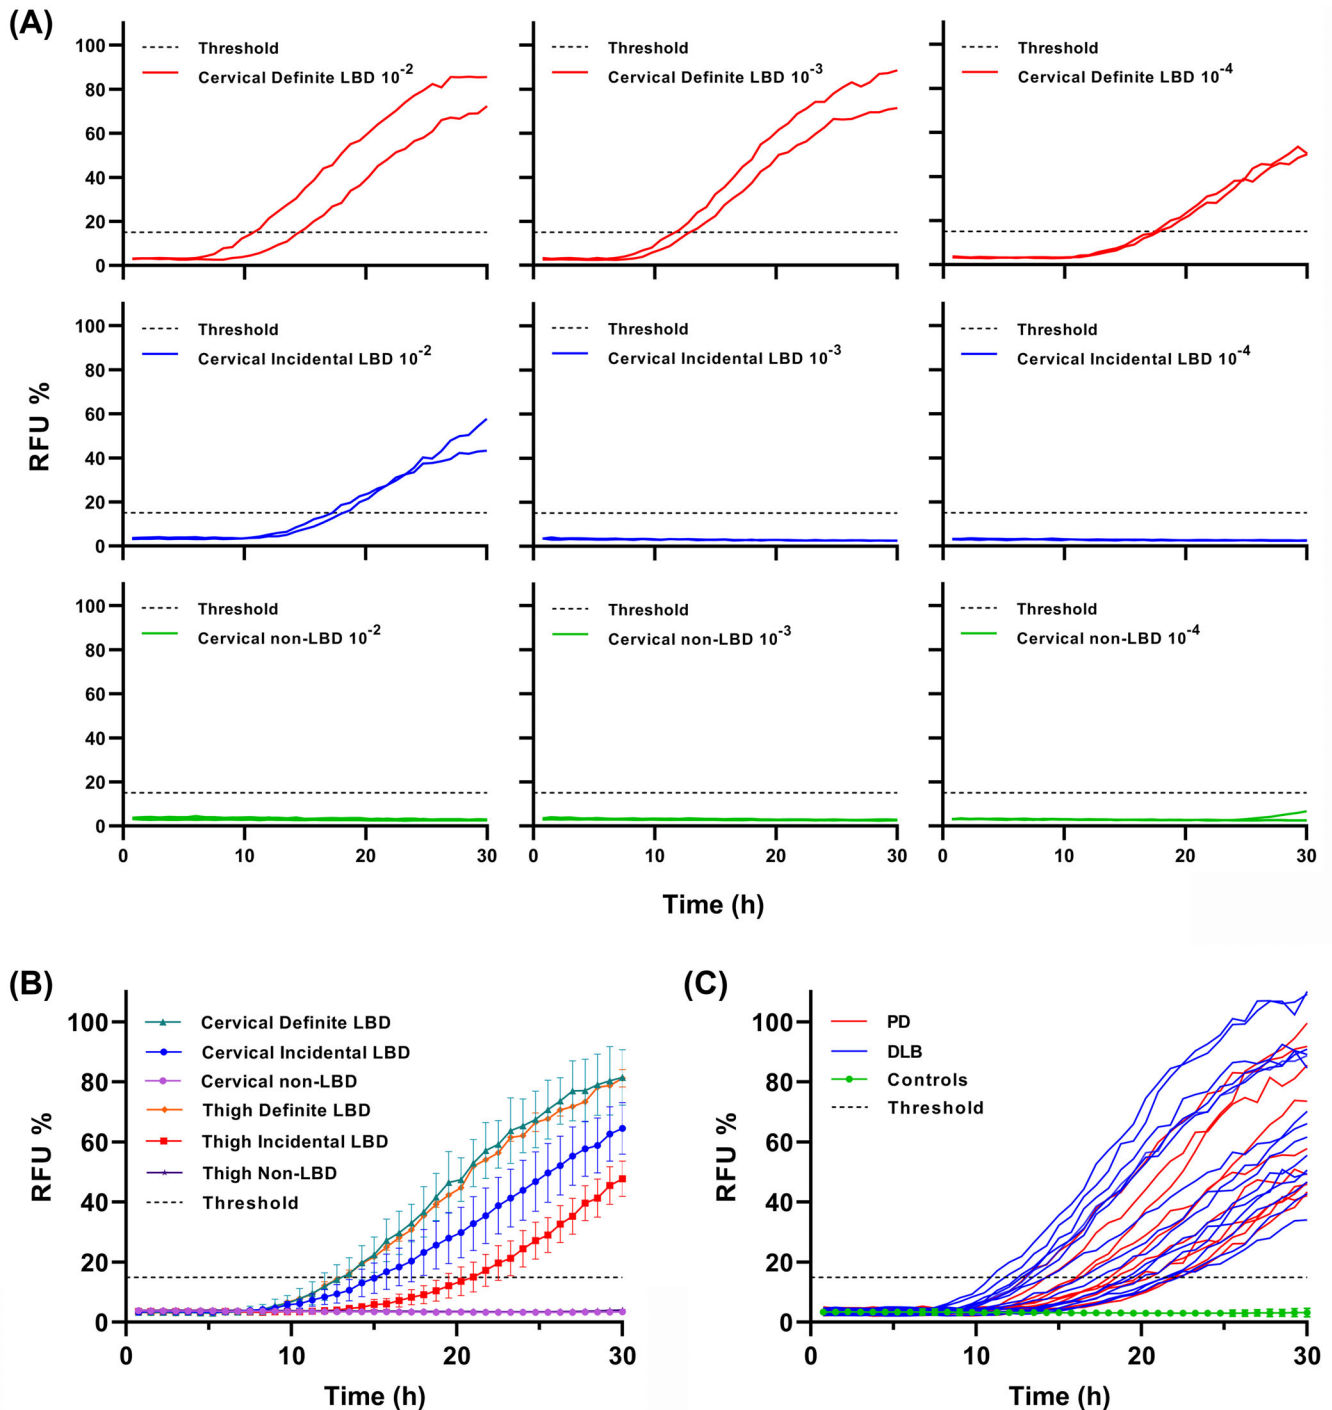 (A)
100
80
60
40
20
0
Threshold
Cervical Definite LBD 10-2
Threshold
Cervical Definite LBD 10-3
Threshold
Cervical Definite LBD 10-4
100
80
60
40
20
0
Threshold
Cervical Incidental LBD 10-2
Threshold
Cervical Incidental LBD 10-3
Threshold
Cervical Incidental LBD 10-4
RFU %
100
80
60
40
20
0
Threshold
Cervical non-LBD 10-2
Threshold
Cervical non-LBD 10-3
Threshold
Cervical non-LBD 10-4
0 10 20 30
0 10 20 30
0 10 20 30
Time (h)
(B)
100
80
60
40
20
0
RFU %
Cervical Definite LBD
Cervical Incidental LBD
Cervical non-LBD
Thigh Definite LBD
Thigh Incidental LBD
Thigh Non-LBD
Threshold
0 10 20 30
Time (h)
(C)
100
80
60
40
20
0
RFU %
PD
DLB
Controls
Threshold
0 10 20 30
Time (h)